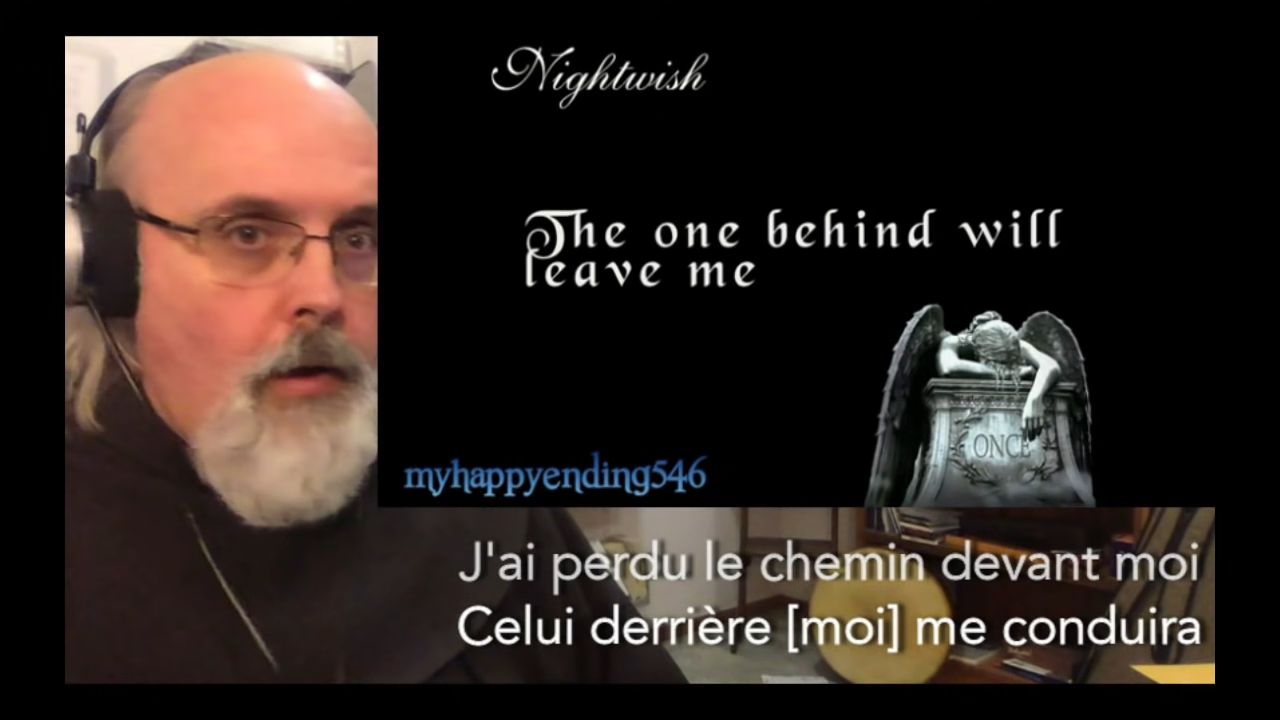 Nightwish
The one behind will
leave me
ONCE
myhappyending546
J'ai perdu le chemin devant moi
Celui derrière [moi] me conduira